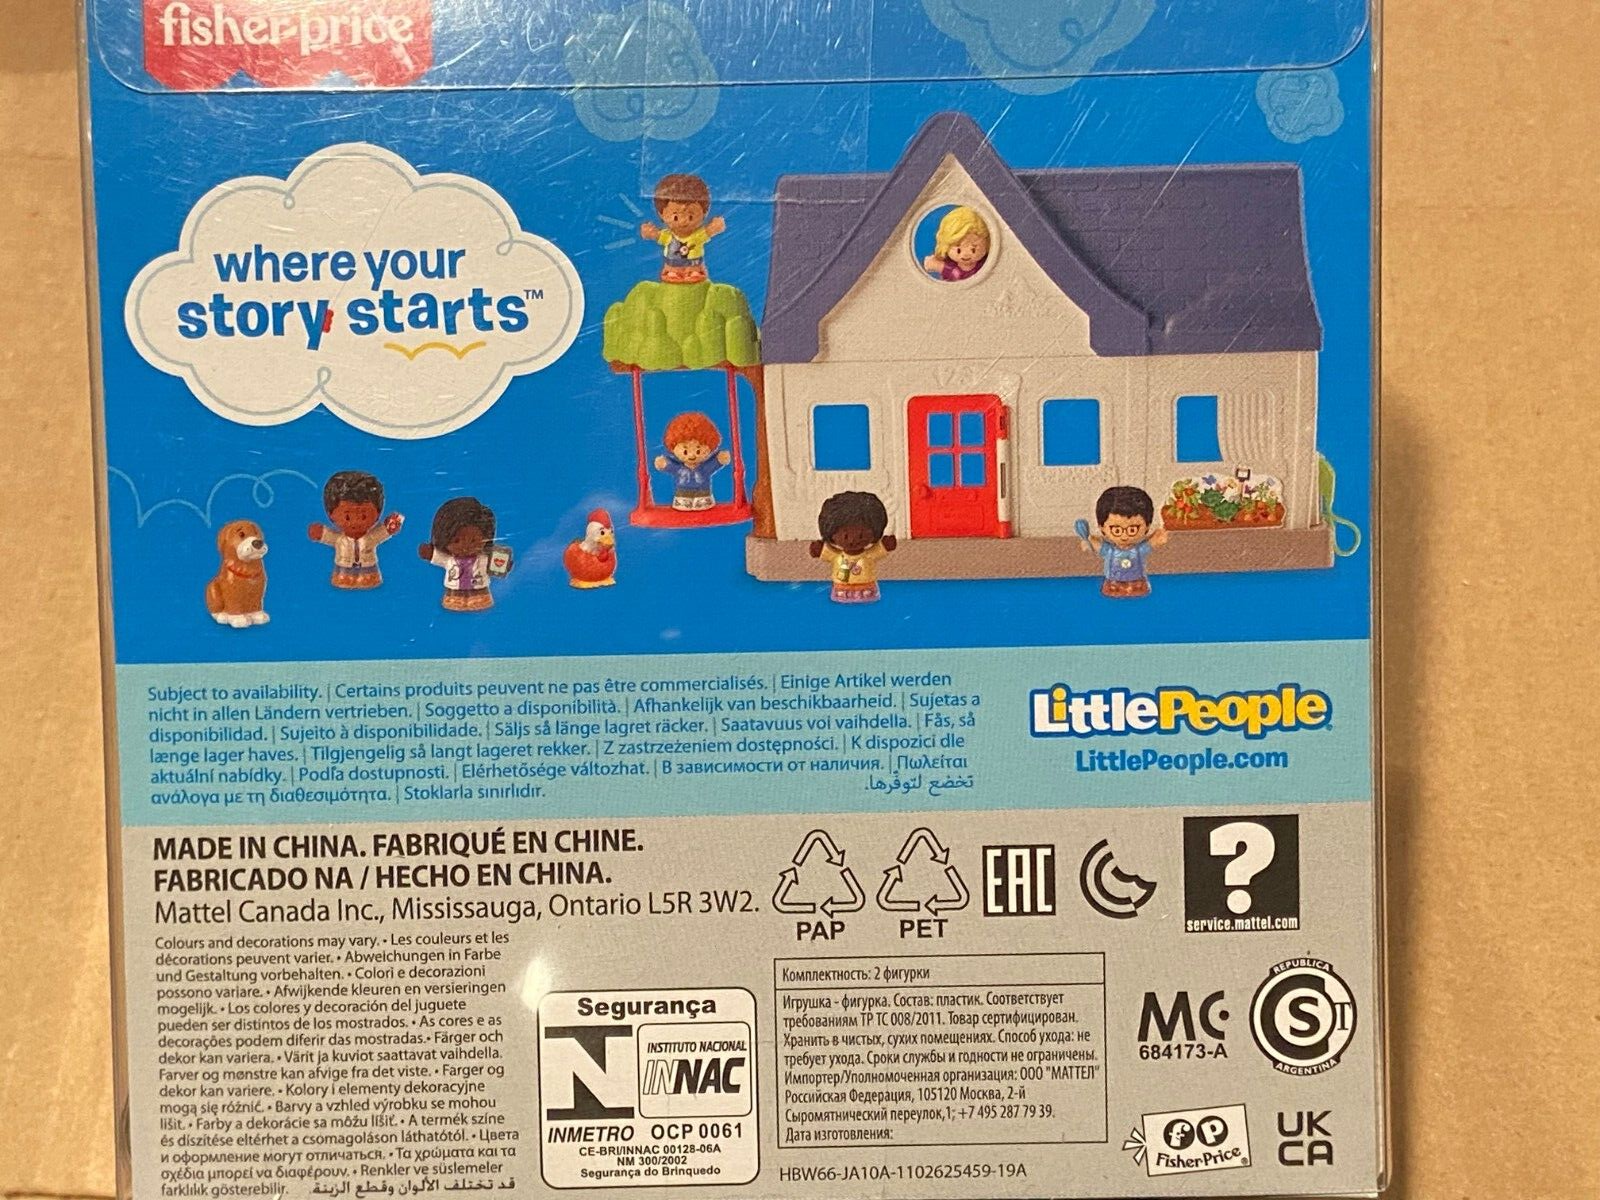 fisher-price
where your
story starts™
Subject to availability. | Certains produits peuvent ne pas être commercialisés. | Einige Artikel werden
nicht in allen Ländern vertrieben. | Soggetto a disponibilità. | Afhankelijk van beschikbaarheid. | Sujetas a
disponibilidad. | Sujeito à disponibilidade. | Säljs så länge lagret räcker. | Saatavuus voi vaihdella. | Fås, så
længe lager haves. | Tilgjengelig så langt lageret rekker. | Z zastrzeżeniem dostępności. | K dispozici dle
aktuální nabídky. | Podľa dostupnosti. | Elérhetősége változhat. | В зависимости от наличия. | Πωλείται
ανάλογα με τη διαθεσιμότητα. | Stoklarla sınırlıdır.
تخضع لتوفّرها.
LittlePeople
LittlePeople.com
MADE IN CHINA. FABRIQUÉ EN CHINE.
FABRICADO NA / HECHO EN CHINA.
Mattel Canada Inc., Mississauga, Ontario L5R 3W2.
PAP
PET
EAC
?
service.mattel.com
Colours and decorations may vary. • Les couleurs et les
décorations peuvent varier. • Abweichungen in Farbe
und Gestaltung vorbehalten. • Colori e decorazioni
possono variare. • Afwijkende kleuren en versieringen
mogelijk. • Los colores y decoración del juguete
pueden ser distintos de los mostrados. • As cores e as
decorações podem diferir das mostradas. • Färger och
dekor kan variera. • Värit ja kuviot saattavat vaihdella.
Farver og mønstre kan afvige fra det viste. • Farger og
dekor kan variere. • Kolory i elementy dekoracyjne
mogą się różnić. • Barvy a vzhled výrobku se mohou
lišit. • Farby a dekorácie sa môžu líšiť. • A termék színe
és díszítése eltérhet a csomagoláson láthatótól. • Цвета
и оформление могут отличаться. • Τα χρώματα και τα
σχέδια μπορεί να διαφέρουν. • Renkler ve süslemeler
farklılık gösterebilir. قد تختلف الألوان وقطع الزينة.
Segurança
INSTITUTO NACIONAL
INNAC
INMETRO OCP 0061
CE-BRI/INNAC 00128-06A
NM 300/2002
Segurança do Brinquedo
Комплектность: 2 фигурки
Игрушка - фигурка. Состав: пластик. Соответствует
требованиям ТР ТС 008/2011. Товар сертифицирован.
Хранить в чистых, сухих помещениях. Способ ухода: не
требует ухода. Сроки службы и годности не ограничены.
Импортер/Уполномоченная организация: ООО "МАТТЕЛ"
Российская Федерация, 105120 Москва, 2-й
Сыромятнический переулок,1; +7 495 287 79 39.
Дата изготовления:
HBW66-JA10A-1102625459-19A
MC
684173-A
REPUBLICA
S T
ARGENTINA
fp
Fisher·Price®
UK
CA